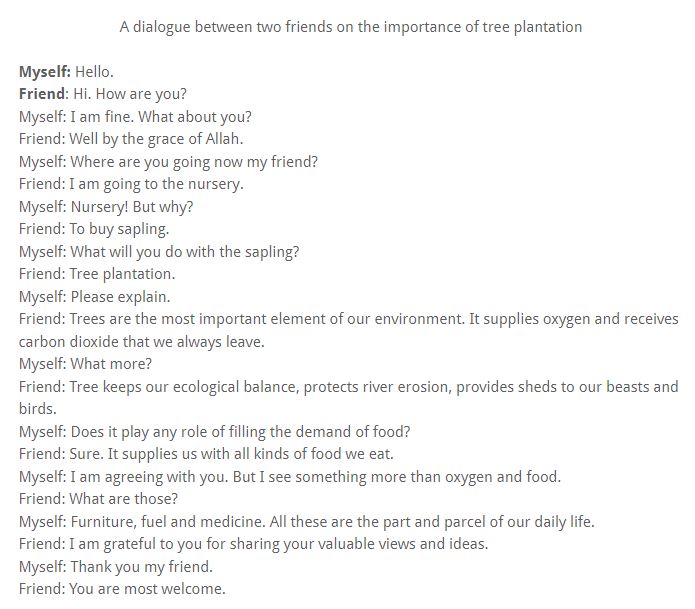 A dialogue between two friends on the importance of tree plantation
Myself: Hello.
Friend: Hi. How are you?
Myself: I am fine. What about you?
Friend: Well by the grace of Allah.
Myself: Where are you going now my friend?
Friend: I am going to the nursery.
Myself: Nursery! But why?
Friend: To buy sapling.
Myself: What will you do with the sapling?
Friend: Tree plantation.
Myself: Please explain.
Friend: Trees are the most important element of our environment. It supplies oxygen and receives
carbon dioxide that we always leave.
Myself: What more?
Friend: Tree keeps our ecological balance, protects river erosion, provides sheds to our beasts and
birds.
Myself: Does it play any role of filling the demand of food?
Friend: Sure. It supplies us with all kinds of food we eat.
Myself: I am agreeing with you. But I see something more than oxygen and food.
Friend: What are those?
Myself: Furniture, fuel and medicine. All these are the part and parcel of our daily life.
Friend: I am grateful to you for sharing your valuable views and ideas.
Myself: Thank you my friend.
Friend: You are most welcome.